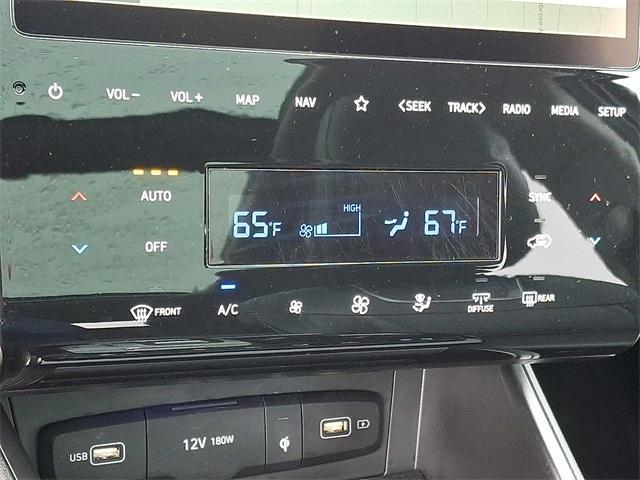 VOL− VOL+ MAP NAV <SEEK TRACK> RADIO MEDIA SETUP
AUTO SYNC
65°F HIGH 67°F
OFF
FRONT A/C DIFFUSE REAR
USB 12V 180W